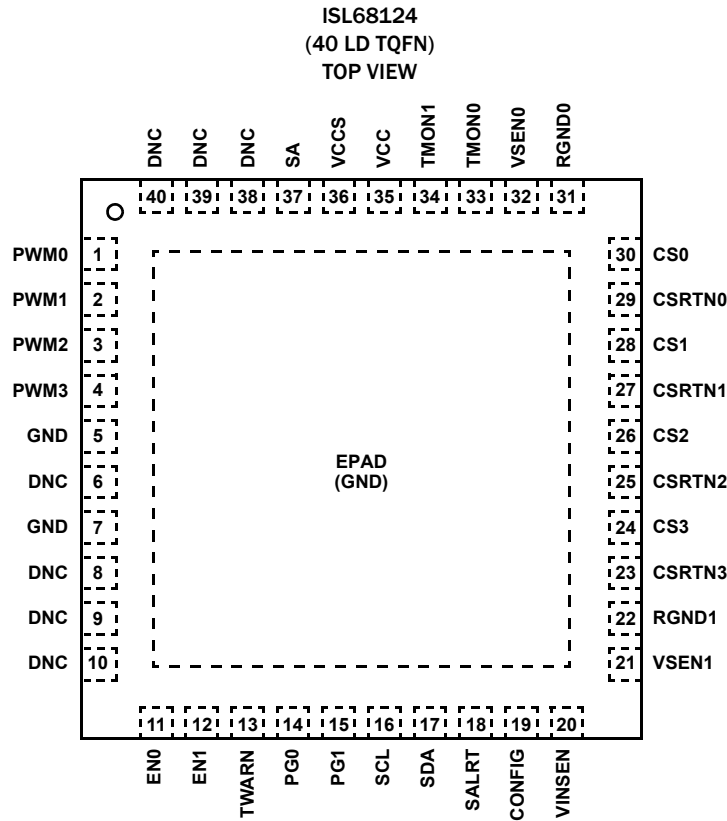 ISL68124
(40 LD TQFN)
TOP VIEW
DNC
DNC
DNC
SA
VCCS
VCC
TMON1
TMON0
VSEN0
RGND0
40 39 38 37 36 35 34 33 32 31
PWM0 1 30 CS0
PWM1 2 29 CSRTN0
PWM2 3 28 CS1
PWM3 4 27 CSRTN1
GND 5 26 CS2
EPAD
(GND)
DNC 6 25 CSRTN2
GND 7 24 CS3
DNC 8 23 CSRTN3
DNC 9 22 RGND1
DNC 10 21 VSEN1
11 12 13 14 15 16 17 18 19 20
EN0
EN1
TWARN
PG0
PG1
SCL
SDA
SALRT
CONFIG
VINSEN